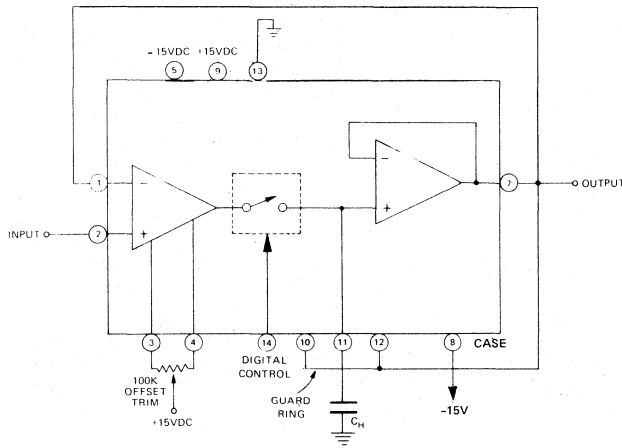 - 15VDC +15VDC
5 9 13
1
-
-
7
OUTPUT
+
INPUT
2
+
3 4 14 10 11 12 8 CASE
DIGITAL
CONTROL
100K
OFFSET
TRIM
GUARD
RING
+15VDC
CH
-15V